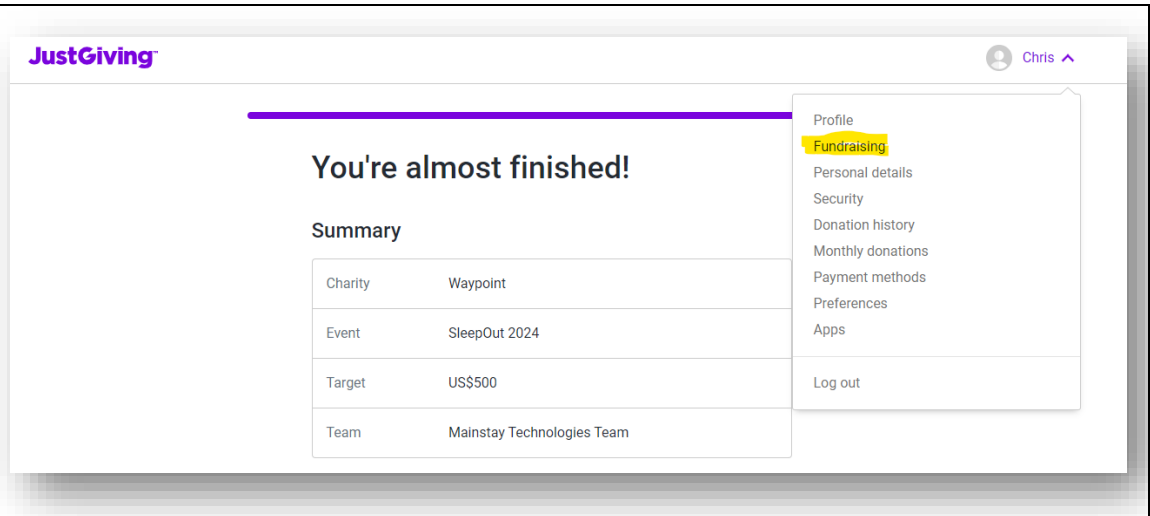 JustGiving™
Chris
You're almost finished!
Summary
Charity Waypoint
Event SleepOut 2024
Target US$500
Team Mainstay Technologies Team
Profile
Fundraising
Personal details
Security
Donation history
Monthly donations
Payment methods
Preferences
Apps
Log out